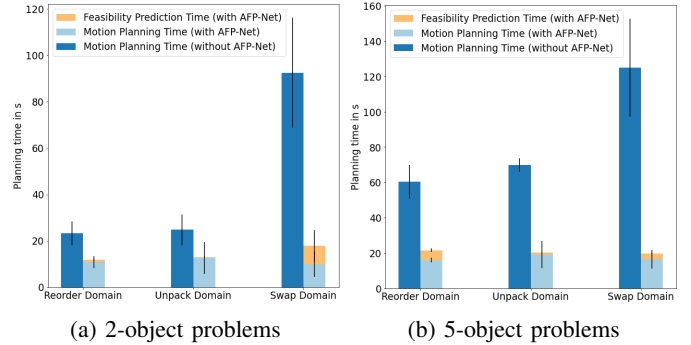 Feasibility Prediction Time (with AFP-Net)
Motion Planning Time (with AFP-Net)
Motion Planning Time (without AFP-Net)
Planning time in s
120
100
80
60
40
20
0
Reorder Domain Unpack Domain Swap Domain
(a) 2-object problems
Feasibility Prediction Time (with AFP-Net)
Motion Planning Time (with AFP-Net)
Motion Planning Time (without AFP-Net)
Planning time in s
160
140
120
100
80
60
40
20
0
Reorder Domain Unpack Domain Swap Domain
(b) 5-object problems